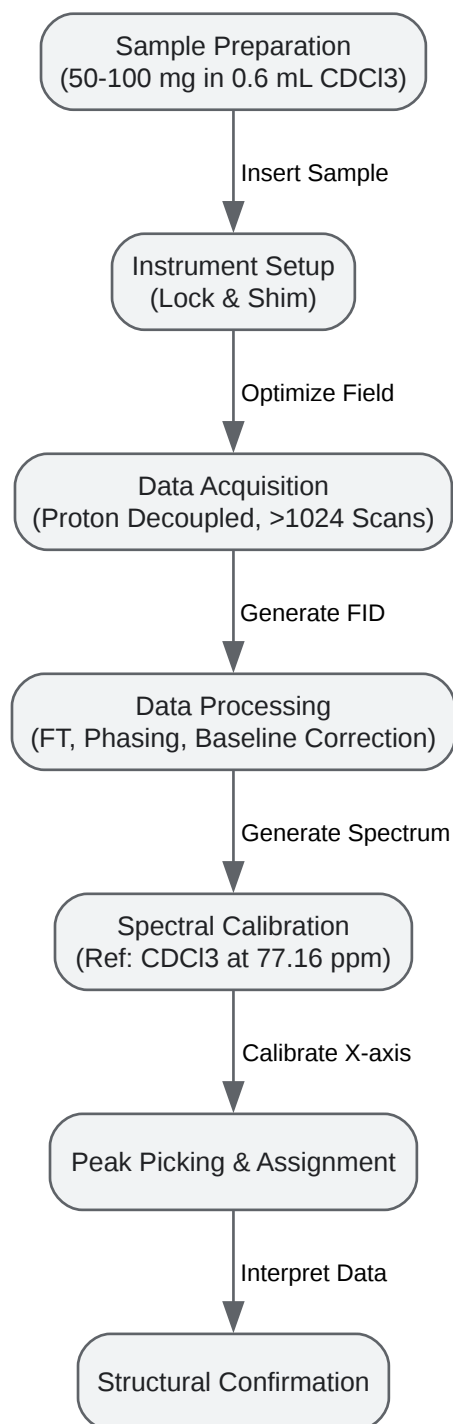 Sample Preparation
(50-100 mg in 0.6 mL CDCl3)
Insert Sample
Instrument Setup
(Lock & Shim)
Optimize Field
Data Acquisition
(Proton Decoupled, >1024 Scans)
Generate FID
Data Processing
(FT, Phasing, Baseline Correction)
Generate Spectrum
Spectral Calibration
(Ref: CDCl3 at 77.16 ppm)
Calibrate X-axis
Peak Picking & Assignment
Interpret Data
Structural Confirmation